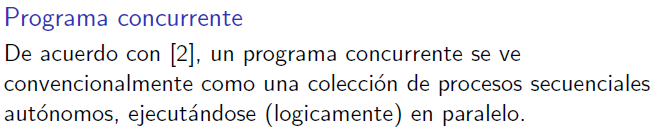 Programa concurrente
De acuerdo con [2], un programa concurrente se ve
convencionalmente como una colección de procesos secuenciales
autónomos, ejecutándose (logicamente) en paralelo.